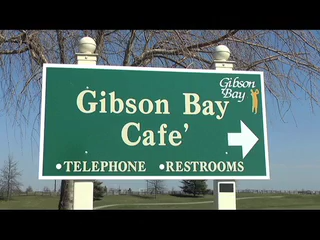 Gibson
Bay
Gibson Bay
Cafe'
•TELEPHONE •RESTROOMS